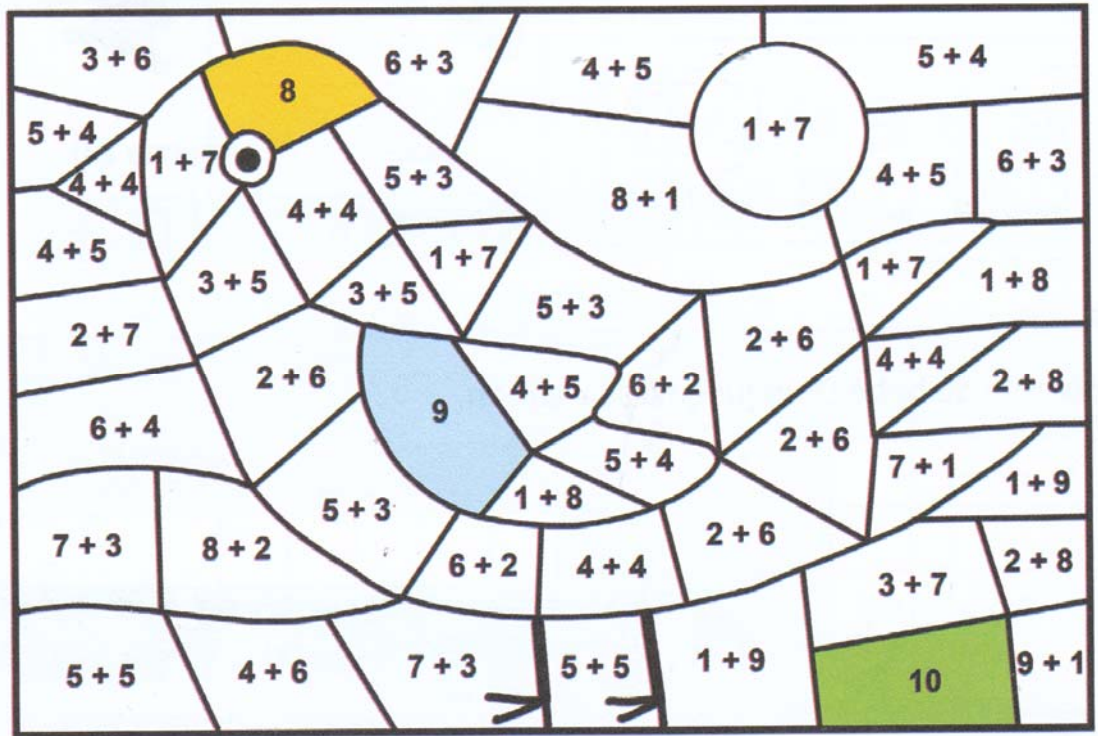 3 + 6
8
6 + 3
4 + 5
5 + 4
5 + 4
1 + 7
1 + 7
4 + 4
5 + 3
4 + 5
6 + 3
4 + 4
8 + 1
4 + 5
3 + 5
3 + 5
1 + 7
1 + 7
1 + 8
2 + 7
5 + 3
2 + 6
4 + 4
2 + 8
2 + 6
9
4 + 5
6 + 2
6 + 4
2 + 6
5 + 4
7 + 1
1 + 9
1 + 8
5 + 3
7 + 3
8 + 2
6 + 2
4 + 4
2 + 6
2 + 8
3 + 7
5 + 5
4 + 6
7 + 3
5 + 5
1 + 9
10
9 + 1